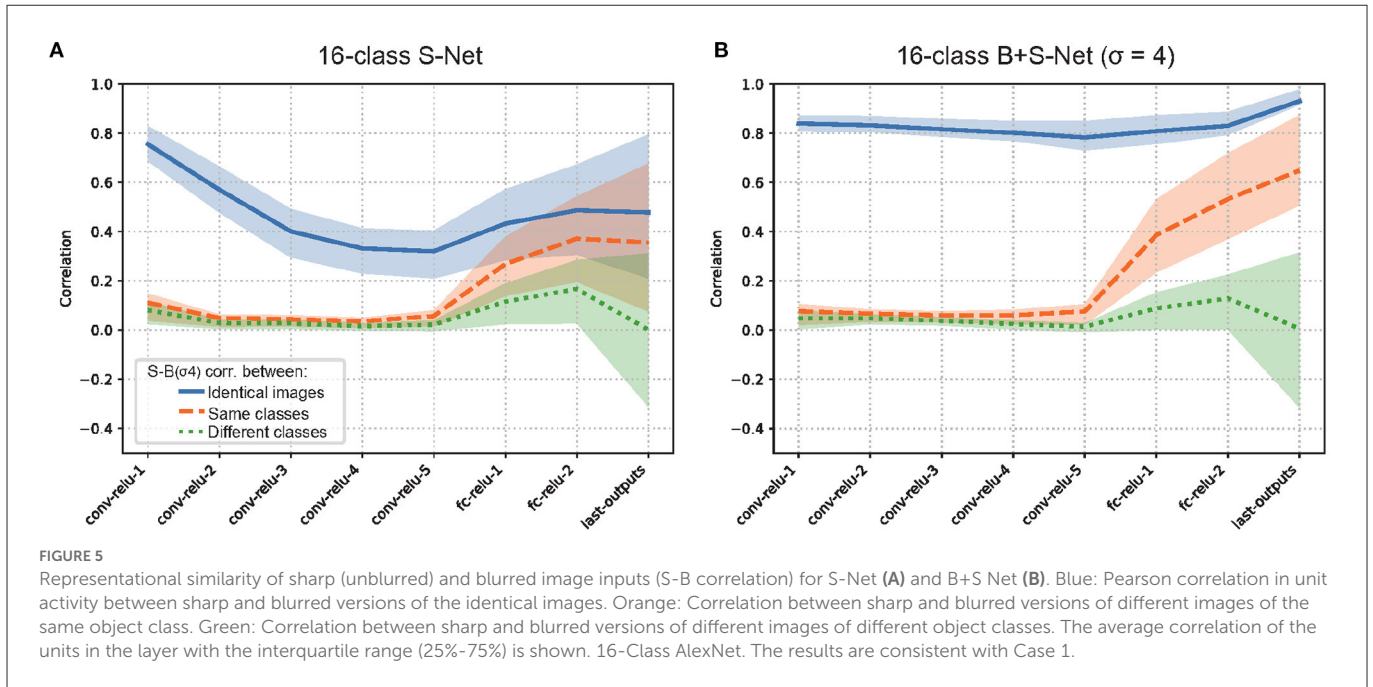 A
16-class S-Net
1.0
0.8
0.6
0.4
0.2
0.0
−0.2
−0.4
Correlation
S-B(σ4) corr. between:
Identical images
Same classes
Different classes
conv-relu-1
conv-relu-2
conv-relu-3
conv-relu-4
conv-relu-5
fc-relu-1
fc-relu-2
last-outputs
B
16-class B+S-Net (σ = 4)
1.0
0.8
0.6
0.4
0.2
0.0
−0.2
−0.4
Correlation
conv-relu-1
conv-relu-2
conv-relu-3
conv-relu-4
conv-relu-5
fc-relu-1
fc-relu-2
last-outputs
FIGURE 5
Representational similarity of sharp (unblurred) and blurred image inputs (S-B correlation) for S-Net (A) and B+S Net (B). Blue: Pearson correlation in unit
activity between sharp and blurred versions of the identical images. Orange: Correlation between sharp and blurred versions of different images of the
same object class. Green: Correlation between sharp and blurred versions of different images of different object classes. The average correlation of the
units in the layer with the interquartile range (25%-75%) is shown. 16-Class AlexNet. The results are consistent with Case 1.